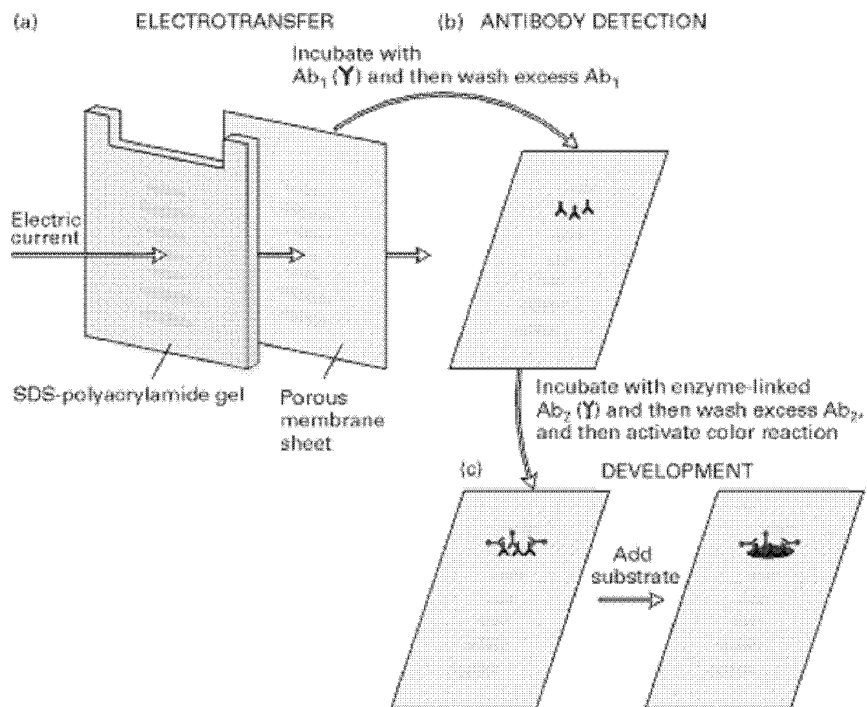 (a) ELECTROTRANSFER
(b) ANTIBODY DETECTION
Incubate with
Ab₁ (Y) and then wash excess Ab₁
Electric
current
SDS-polyacrylamide gel
Porous
membrane
sheet
Incubate with enzyme-linked
Ab₂ (Y) and then wash excess Ab₂,
and then activate color reaction
(c) DEVELOPMENT
Add
substrate